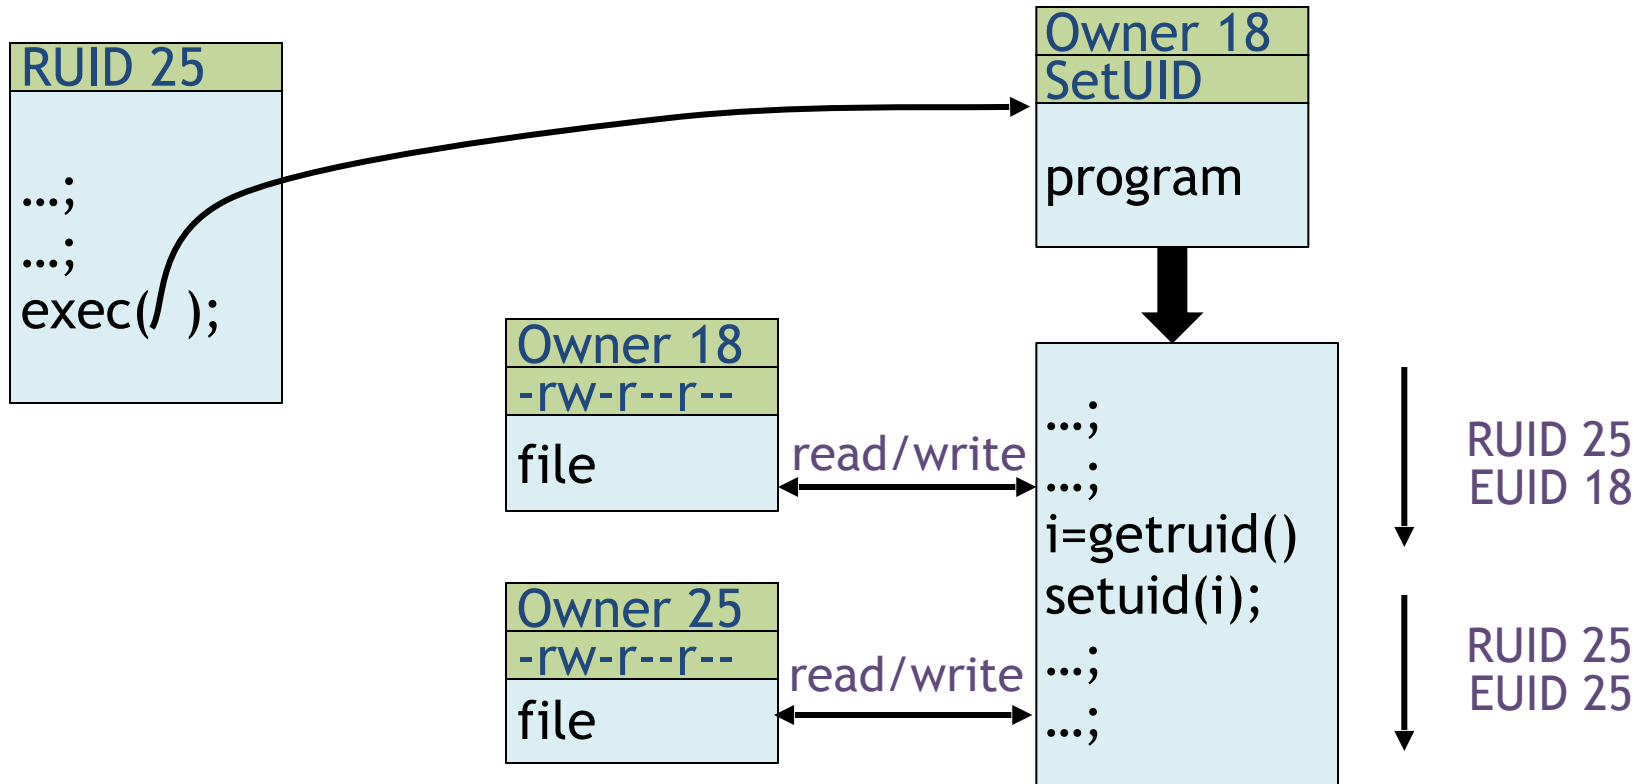 RUID 25
…;
…;
exec( );
Owner 18
SetUID
program
Owner 18
-rw-r--r--
file
read/write
Owner 25
-rw-r--r--
file
read/write
…;
…;
i=getruid()
setuid(i);
…;
…;
RUID 25
EUID 18
RUID 25
EUID 25